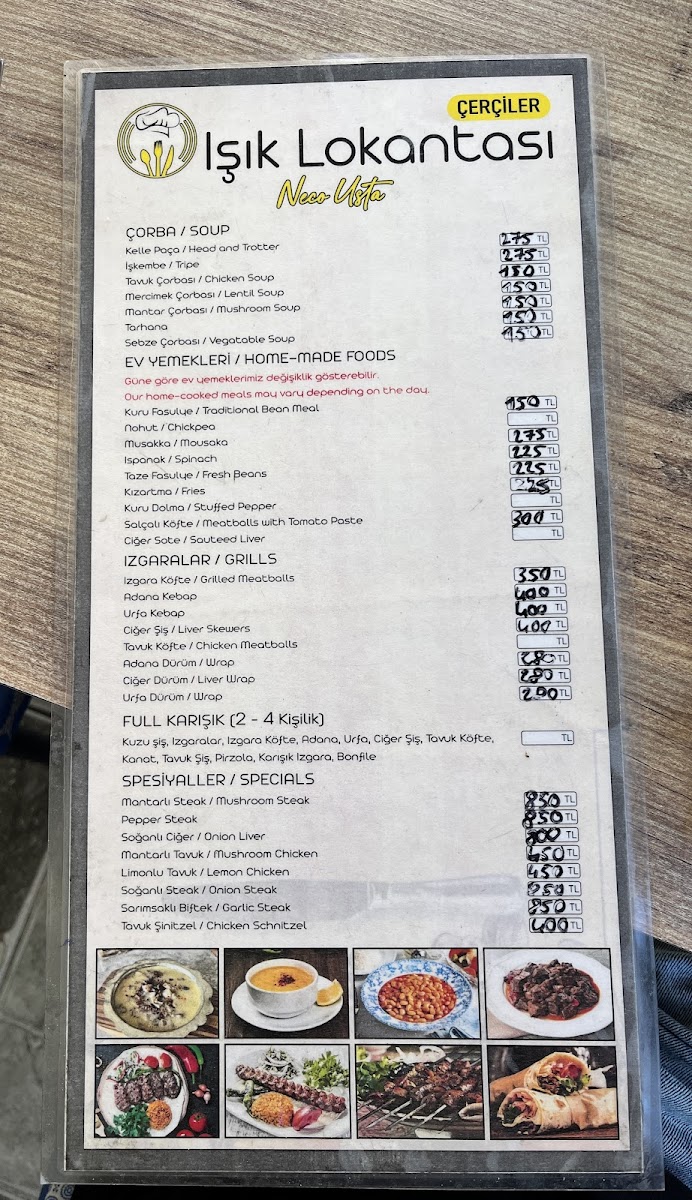 ÇERÇİLER
Işık Lokantası
Neco Usta
ÇORBA / SOUP
Kelle Paça / Head and Trotter 275 TL
İşkembe / Tripe 275 TL
Tavuk Çorbası / Chicken Soup 150 TL
Mercimek Çorbası / Lentil Soup 150 TL
Mantar Çorbası / Mushroom Soup 150 TL
Tarhana 150 TL
Sebze Çorbası / Vegatable Soup 150 TL
EV YEMEKLERİ / HOME-MADE FOODS
Güne göre ev yemeklerimiz değişiklik gösterebilir.
Our home-cooked meals may vary depending on the day.
Kuru Fasulye / Traditional Bean Meal 150 TL
Nohut / Chickpea TL
Musakka / Mousaka 275 TL
Ispanak / Spinach 225 TL
Taze Fasulye / Fresh Beans 225 TL
Kızartma / Fries 225 TL
Kuru Dolma / Stuffed Pepper TL
Salçalı Köfte / Meatballs with Tomato Paste 300 TL
Ciğer Sote / Sauteed Liver TL
IZGARALAR / GRILLS
Izgara Köfte / Grilled Meatballs 350 TL
Adana Kebap 400 TL
Urfa Kebap 400 TL
Ciğer Şiş / Liver Skewers 400 TL
Tavuk Köfte / Chicken Meatballs TL
Adana Dürüm / Wrap 280 TL
Ciğer Dürüm / Liver Wrap 280 TL
Urfa Dürüm / Wrap TL
FULL KARIŞIK (2 - 4 Kişilik)
Kuzu şiş, Izgaralar, Izgara Köfte, Adana, Urfa, Ciğer Şiş, Tavuk Köfte, TL
Kanat, Tavuk Şiş, Pirzola, Karışık Izgara, Bonfile
SPESİYALLER / SPECIALS
Mantarlı Steak / Mushroom Steak 850 TL
Pepper Steak 850 TL
Soğanlı Ciğer / Onion Liver TL
Mantarlı Tavuk / Mushroom Chicken 450 TL
Limonlu Tavuk / Lemon Chicken 450 TL
Soğanlı Steak / Onion Steak 850 TL
Sarımsaklı Biftek / Garlic Steak 850 TL
Tavuk Şinitzel / Chicken Schnitzel 400 TL